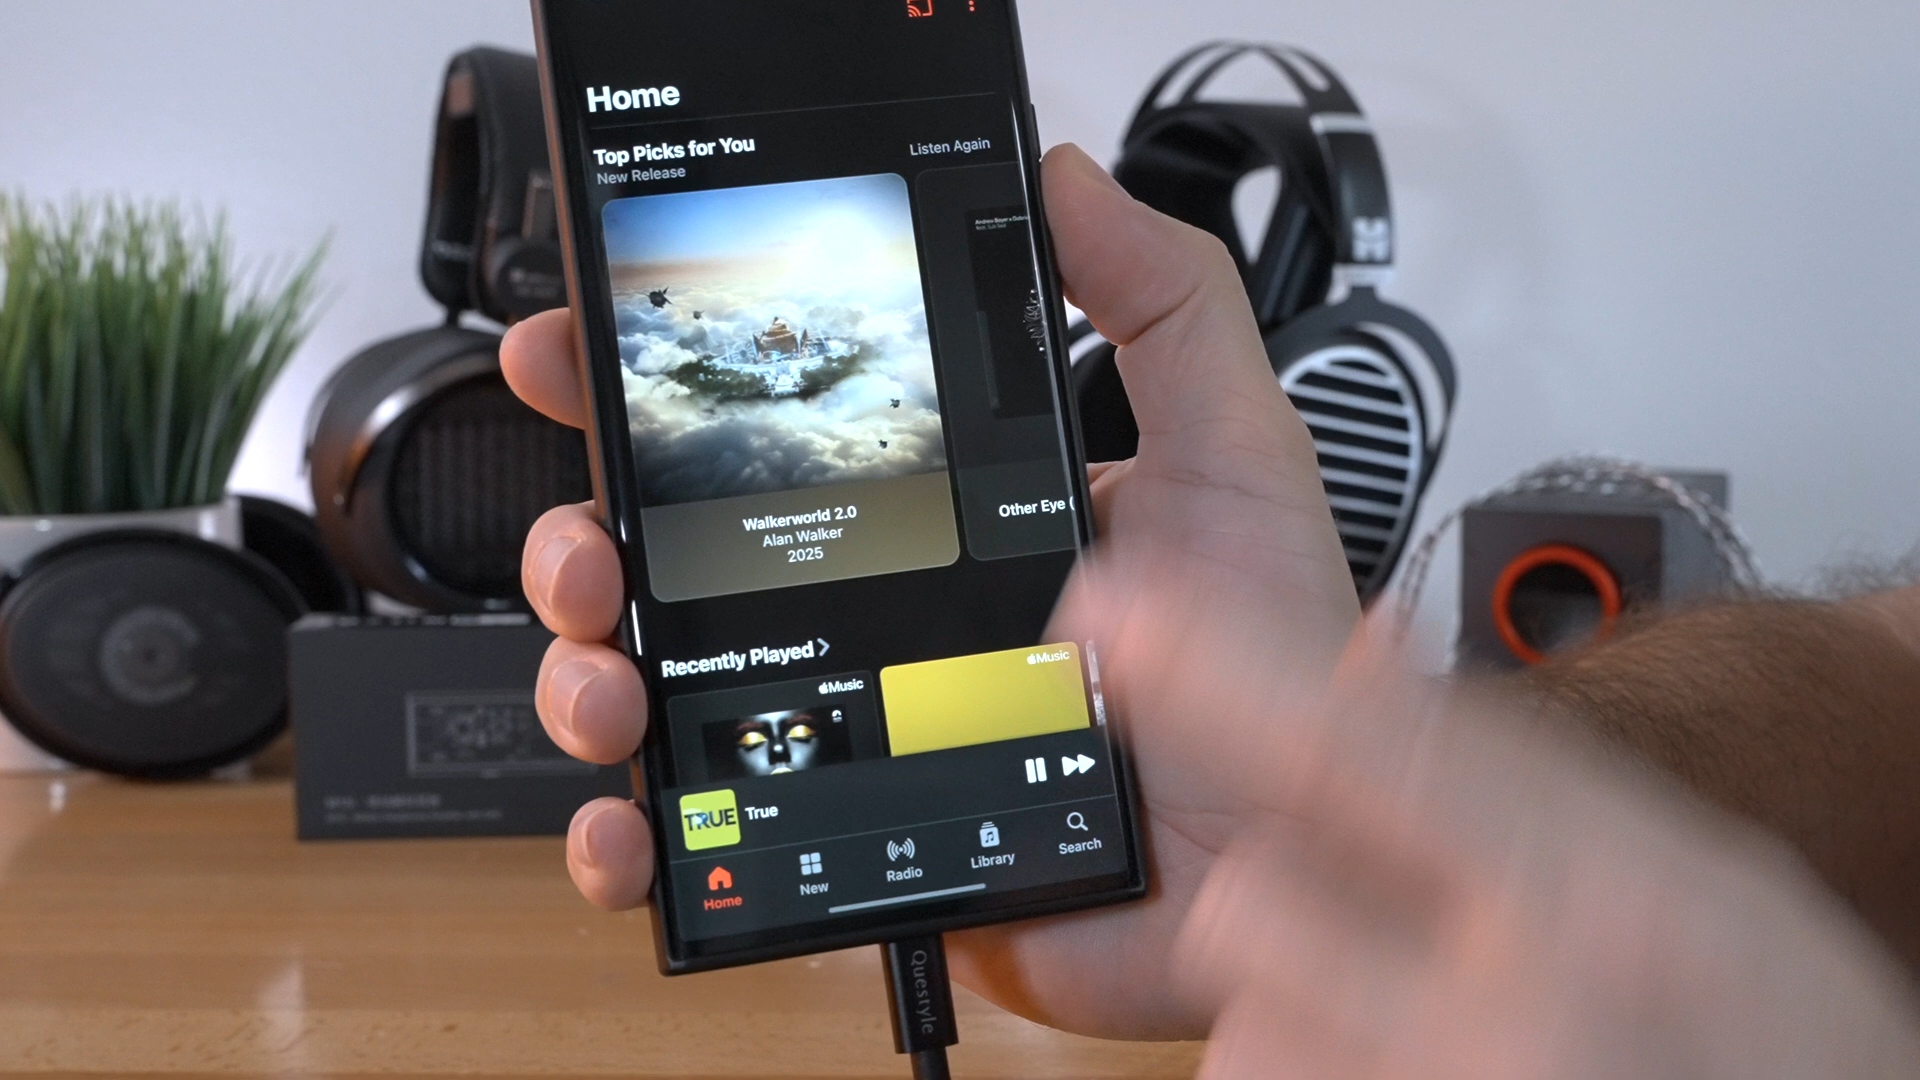 Home
Top Picks for You
New Release
Listen Again
Walkerworld 2.0
Alan Walker
2025
Other Eye (
Recently Played
Music
Music
TRUE
True
Home
New
Radio
Library
Search
Questyle